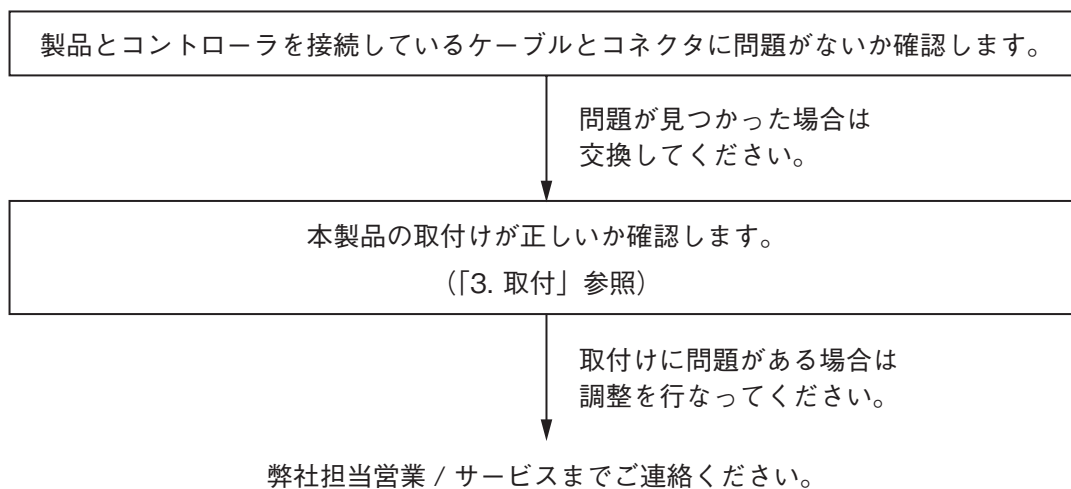 製品とコントローラを接続しているケーブルとコネクタに問題がないか確認します。
問題が見つかった場合は
交換してください。
本製品の取付けが正しいか確認します。
（「3. 取付」参照）
取付けに問題がある場合は
調整を行なってください。
弊社担当営業 / サービスまでご連絡ください。